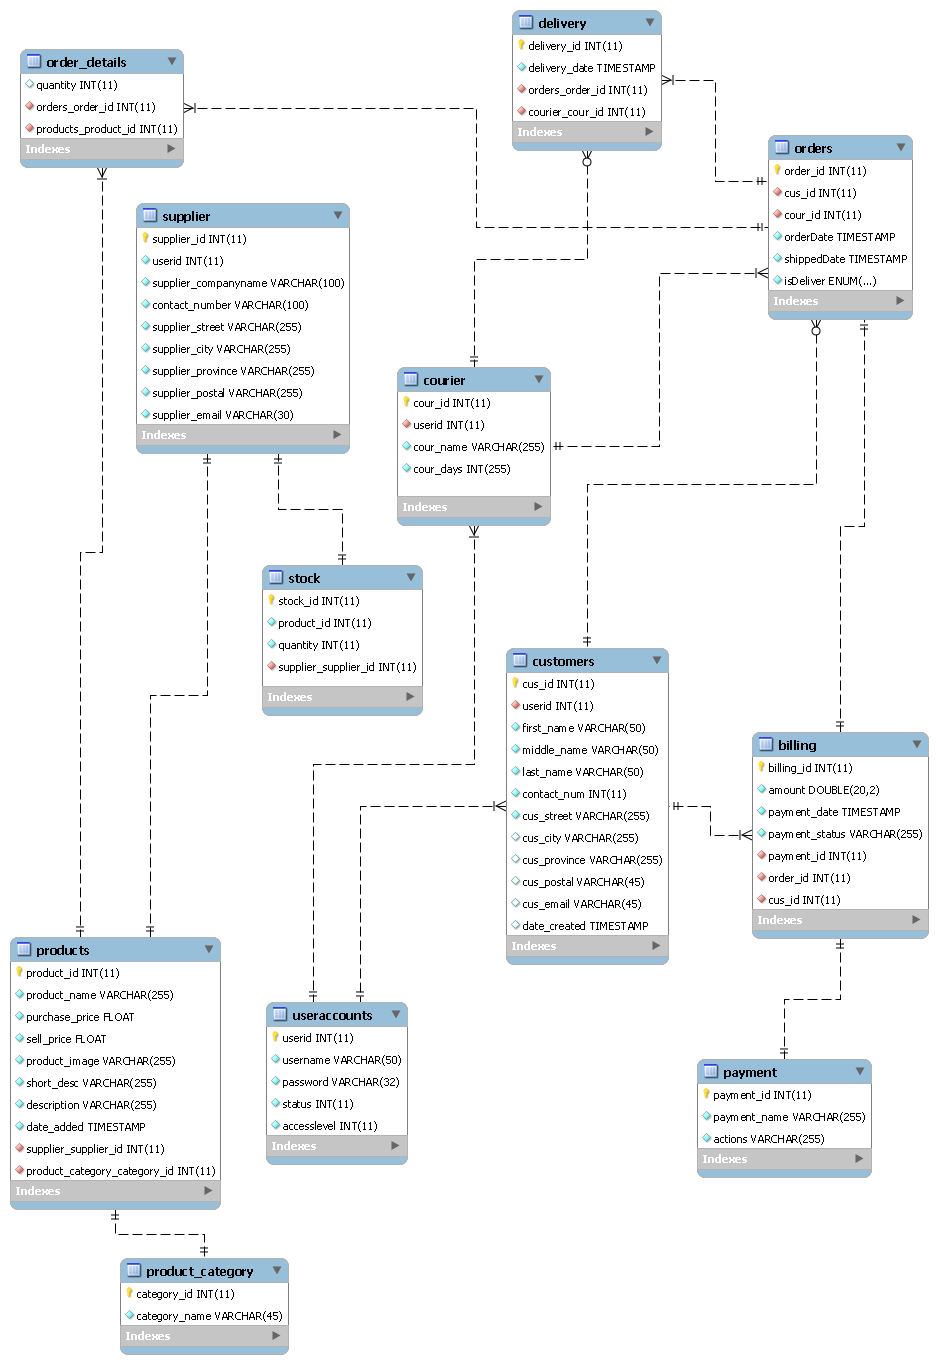 delivery
delivery_id INT(11)
delivery_date TIMESTAMP
orders_order_id INT(11)
courier_cour_id INT(11)
Indexes
order_details
quantity INT(11)
orders_order_id INT(11)
products_product_id INT(11)
Indexes
orders
order_id INT(11)
cus_id INT(11)
cour_id INT(11)
orderDate TIMESTAMP
shippedDate TIMESTAMP
isDeliver ENUM(...)
Indexes
supplier
supplier_id INT(11)
userid INT(11)
supplier_companyname VARCHAR(100)
contact_number VARCHAR(100)
supplier_street VARCHAR(255)
supplier_city VARCHAR(255)
supplier_province VARCHAR(255)
supplier_postal VARCHAR(255)
supplier_email VARCHAR(30)
Indexes
courier
cour_id INT(11)
userid INT(11)
cour_name VARCHAR(255)
cour_days INT(255)
Indexes
stock
stock_id INT(11)
product_id INT(11)
quantity INT(11)
supplier_supplier_id INT(11)
Indexes
customers
cus_id INT(11)
userid INT(11)
first_name VARCHAR(50)
middle_name VARCHAR(50)
last_name VARCHAR(50)
contact_num INT(11)
cus_street VARCHAR(255)
cus_city VARCHAR(255)
cus_province VARCHAR(255)
cus_postal VARCHAR(45)
cus_email VARCHAR(45)
date_created TIMESTAMP
Indexes
billing
billing_id INT(11)
amount DOUBLE(20,2)
payment_date TIMESTAMP
payment_status VARCHAR(255)
payment_id INT(11)
order_id INT(11)
cus_id INT(11)
Indexes
products
product_id INT(11)
product_name VARCHAR(255)
purchase_price FLOAT
sell_price FLOAT
product_image VARCHAR(255)
short_desc VARCHAR(255)
description VARCHAR(255)
date_added TIMESTAMP
supplier_supplier_id INT(11)
product_category_category_id INT(11)
Indexes
useraccounts
userid INT(11)
username VARCHAR(50)
password VARCHAR(32)
status INT(11)
accesslevel INT(11)
Indexes
payment
payment_id INT(11)
payment_name VARCHAR(255)
actions VARCHAR(255)
Indexes
product_category
category_id INT(11)
category_name VARCHAR(45)
Indexes